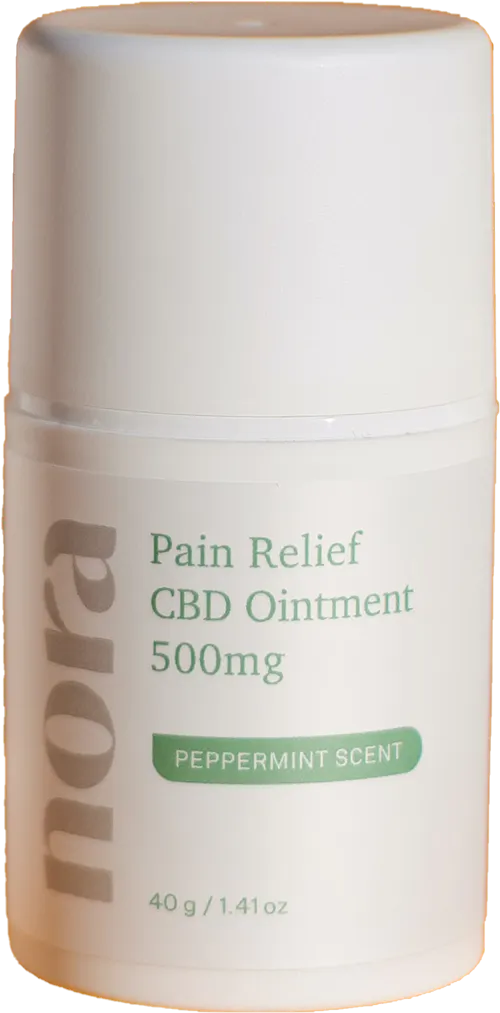 nora
Pain Relief
CBD Ointment
500mg
PEPPERMINT SCENT
40 g / 1.41 oz